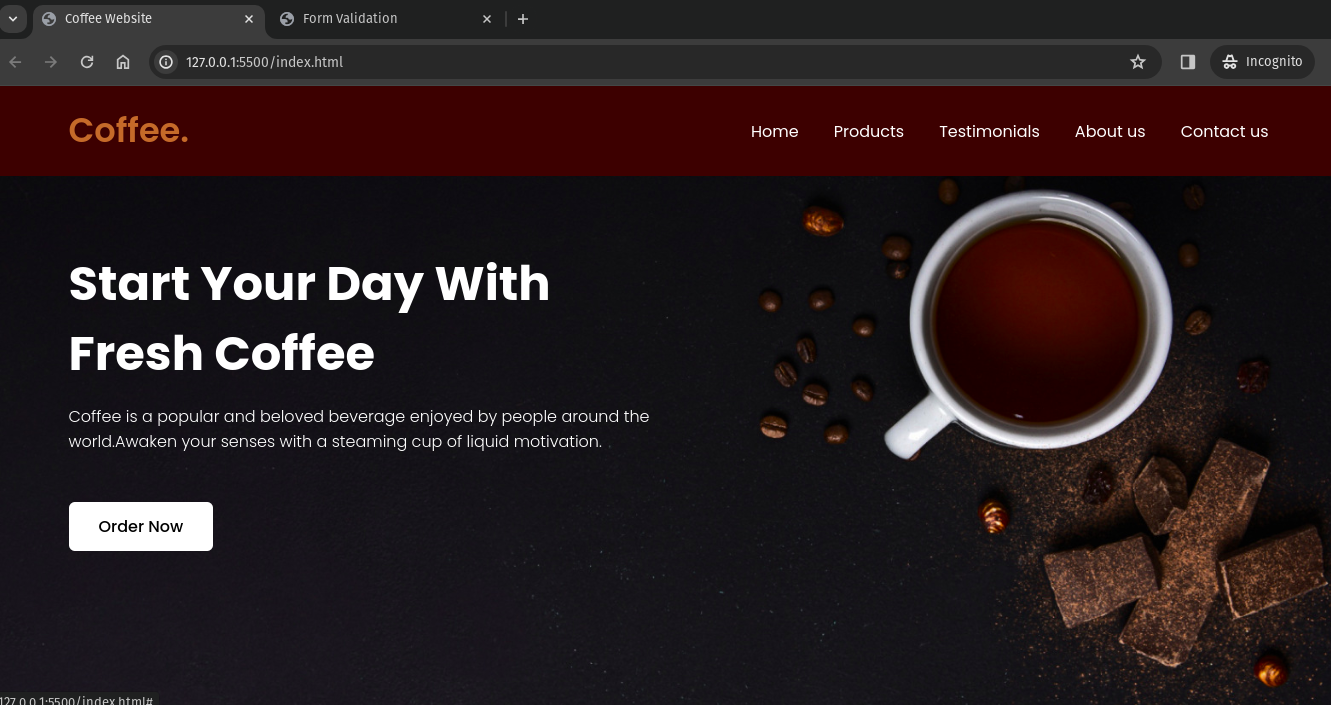 Coffee Website
Form Validation
127.0.0.1:5500/index.html
Incognito
Coffee.
Home Products Testimonials About us Contact us
Start Your Day With
Fresh Coffee
Coffee is a popular and beloved beverage enjoyed by people around the
world.Awaken your senses with a steaming cup of liquid motivation.
Order Now
127.0.0.1:5500/index.html#